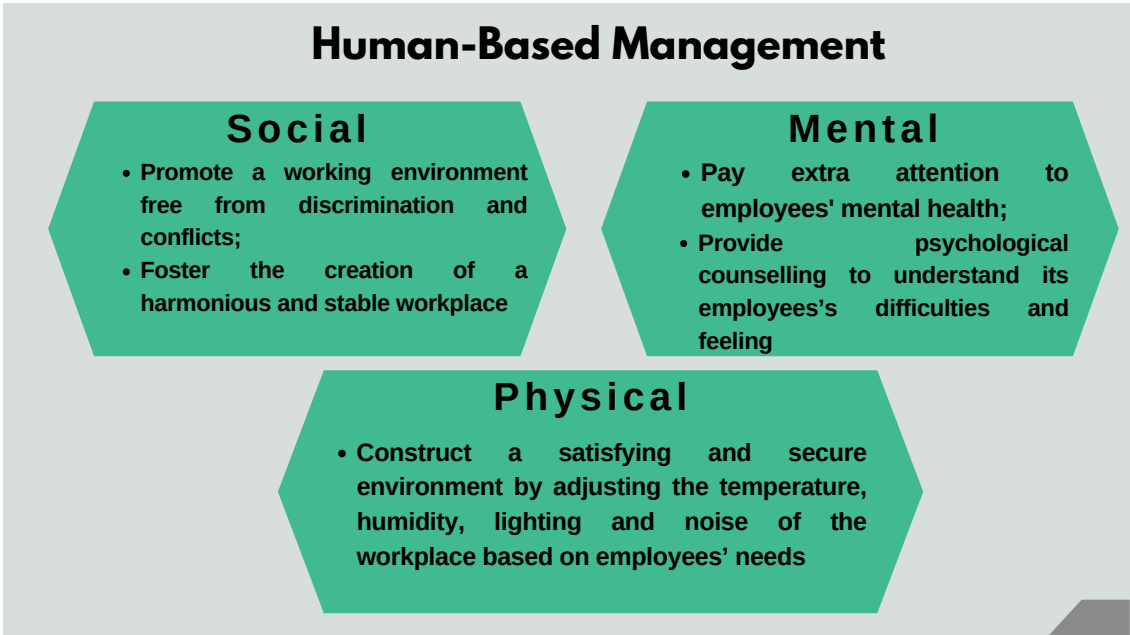 Human-Based Management
Social
• Promote a working environment
free from discrimination and
conflicts;
• Foster the creation of a
harmonious and stable workplace
Mental
• Pay extra attention to
employees' mental health;
• Provide psychological
counselling to understand its
employees’s difficulties and
feeling
Physical
• Construct a satisfying and secure
environment by adjusting the temperature,
humidity, lighting and noise of the
workplace based on employees’ needs